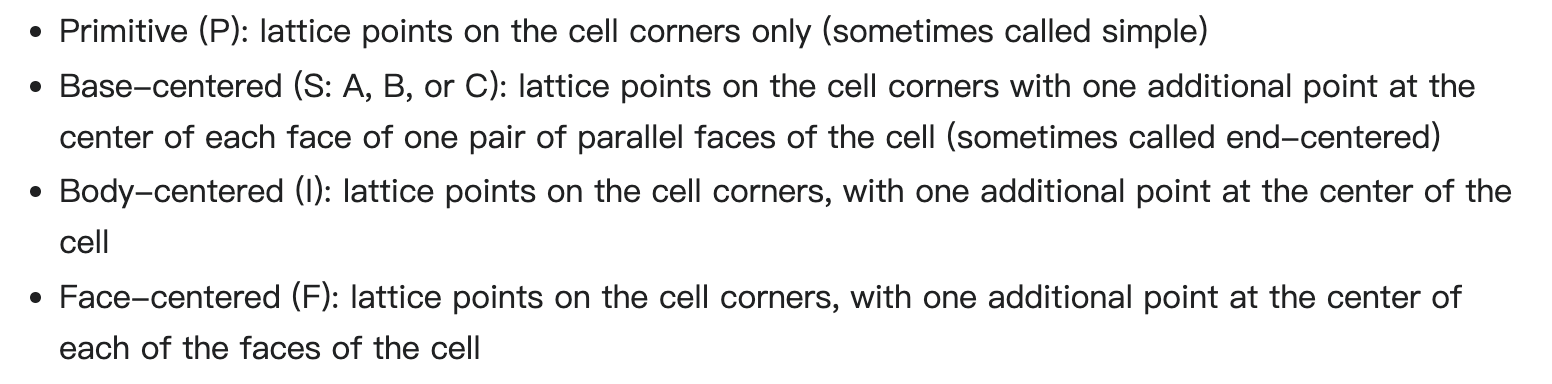 • Primitive (P): lattice points on the cell corners only (sometimes called simple)
• Base–centered (S: A, B, or C): lattice points on the cell corners with one additional point at the
center of each face of one pair of parallel faces of the cell (sometimes called end–centered)
• Body–centered (I): lattice points on the cell corners, with one additional point at the center of the
cell
• Face–centered (F): lattice points on the cell corners, with one additional point at the center of
each of the faces of the cell